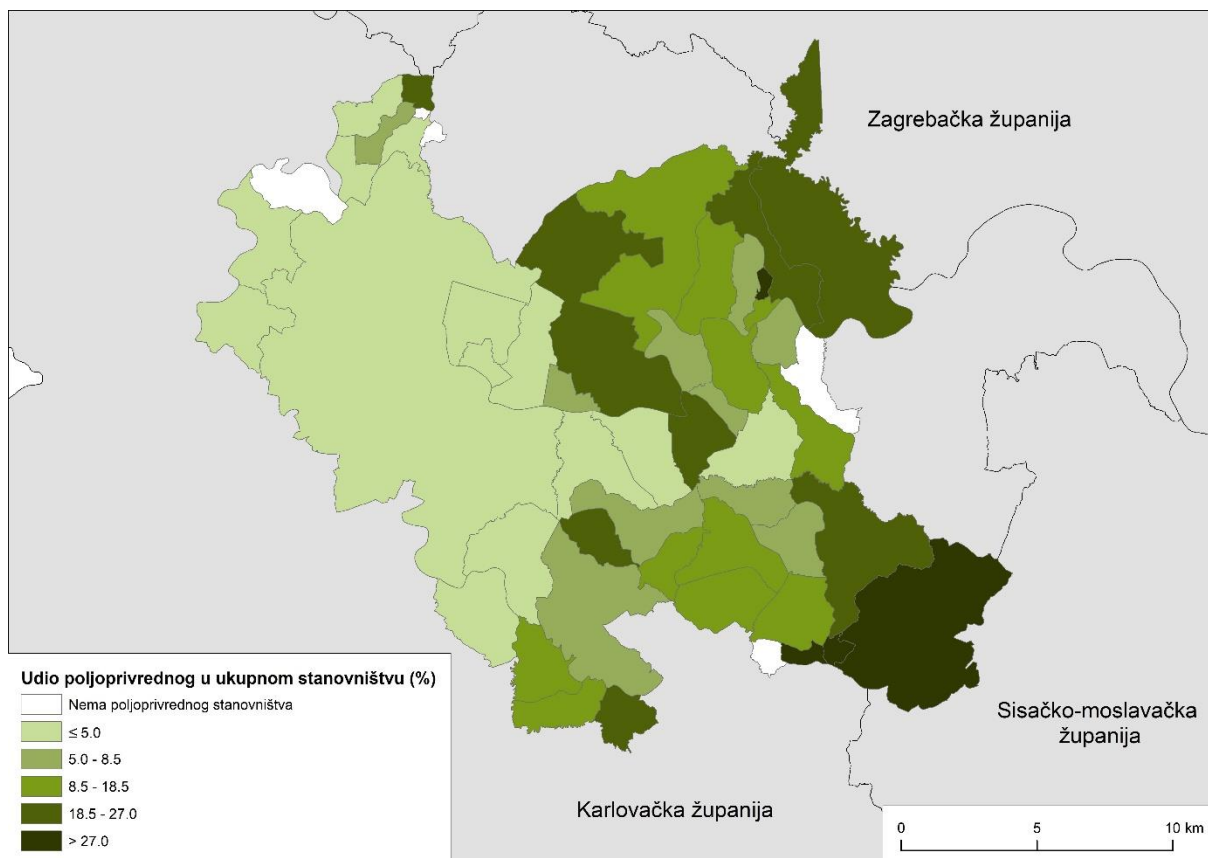 Zagrebačka županija
Udio poljoprivrednog u ukupnom stanovništvu (%)
Nema poljoprivrednog stanovništva
≤ 5.0
5.0 - 8.5
8.5 - 18.5
18.5 - 27.0
> 27.0
Sisačko-moslavačka
županija
Karlovačka županija
0 5 10 km